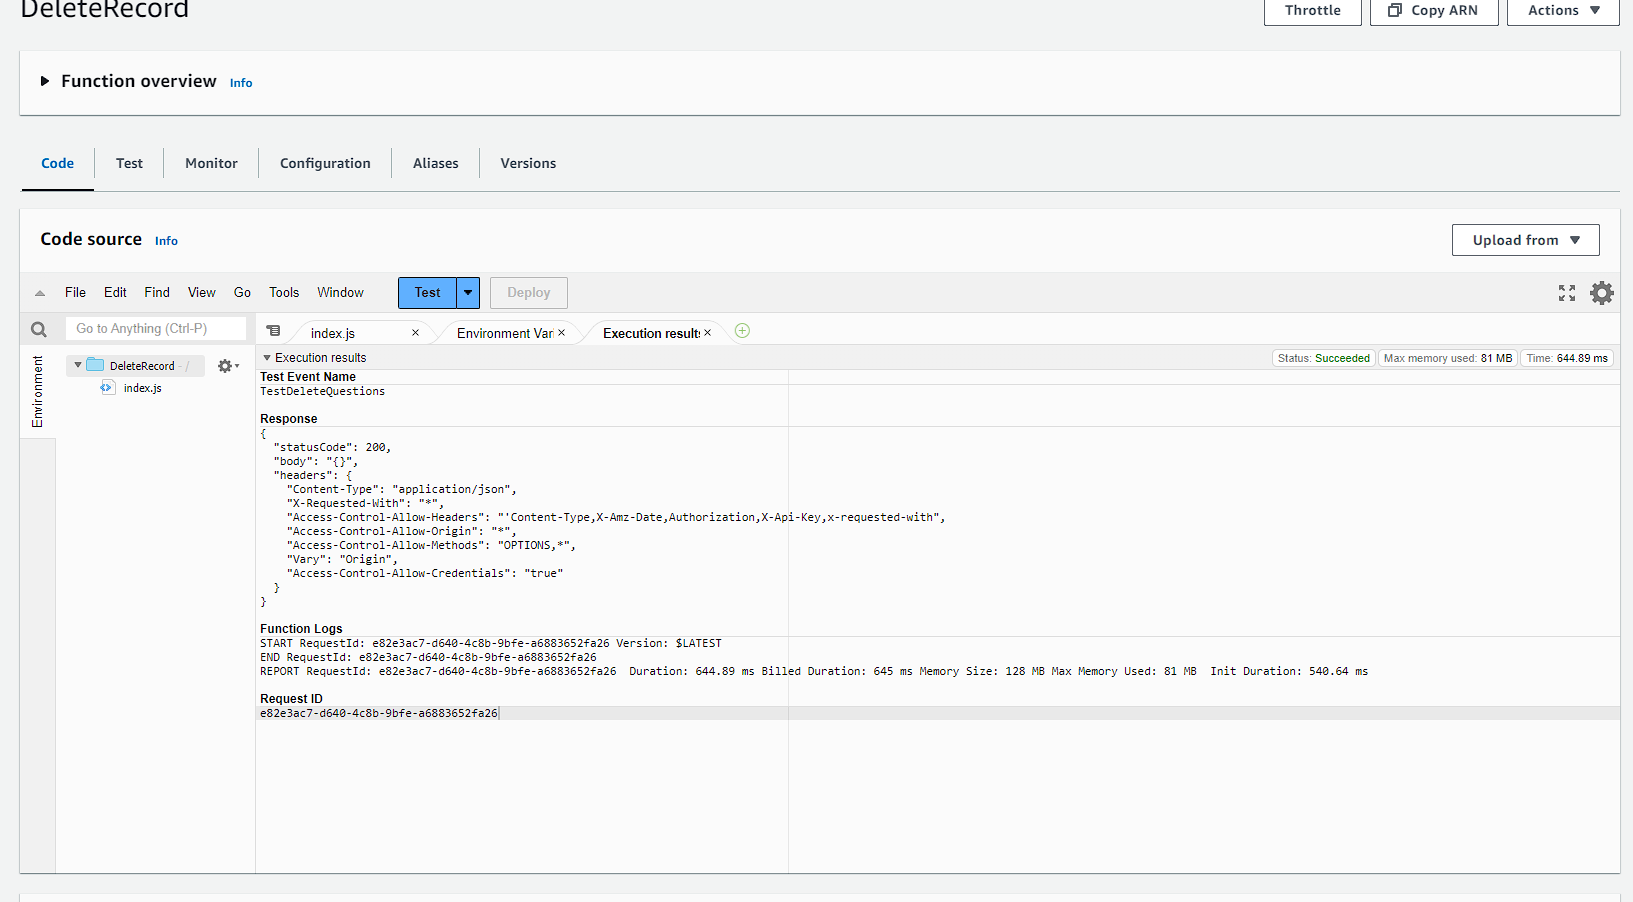 DeleteRecord
Throttle
Copy ARN
Actions
Function overview Info
Code
Test
Monitor
Configuration
Aliases
Versions
Code source Info
Upload from
File Edit Find View Go Tools Window
Test
Deploy
Go to Anything (Ctrl-P)
index.js
Environment Vari
Execution results
Environment
DeleteRecord - /
index.js
Execution results
Status: Succeeded
Max memory used: 81 MB
Time: 644.89 ms
Test Event Name
TestDeleteQuestions
Response
{
"statusCode": 200,
"body": "{}",
"headers": {
"Content-Type": "application/json",
"X-Requested-With": "*",
"Access-Control-Allow-Headers": "'Content-Type,X-Amz-Date,Authorization,X-Api-Key,x-requested-with",
"Access-Control-Allow-Origin": "*",
"Access-Control-Allow-Methods": "OPTIONS,*",
"Vary": "Origin",
"Access-Control-Allow-Credentials": "true"
}
}
Function Logs
START RequestId: e82e3ac7-d640-4c8b-9bfe-a6883652fa26 Version: $LATEST
END RequestId: e82e3ac7-d640-4c8b-9bfe-a6883652fa26
REPORT RequestId: e82e3ac7-d640-4c8b-9bfe-a6883652fa26 Duration: 644.89 ms Billed Duration: 645 ms Memory Size: 128 MB Max Memory Used: 81 MB Init Duration: 540.64 ms
Request ID
e82e3ac7-d640-4c8b-9bfe-a6883652fa26